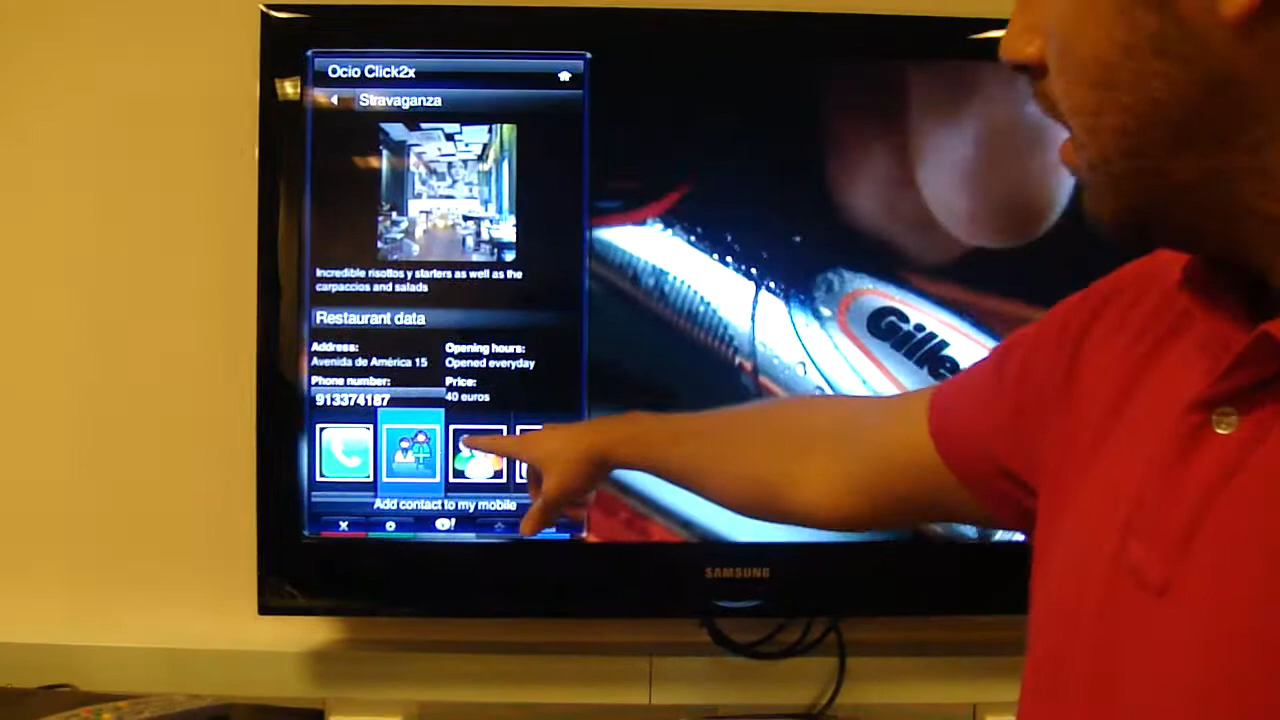 Ocio Click2x
Stravaganza
Incredible risottos y starters as well as the
carpaccios and salads
Restaurant data
Address:
Avenida de América 15
Opening hours:
Opened everyday
Phone number:
913374187
Price:
40 euros
Add contact to my mobile
Gille
SAMSUNG